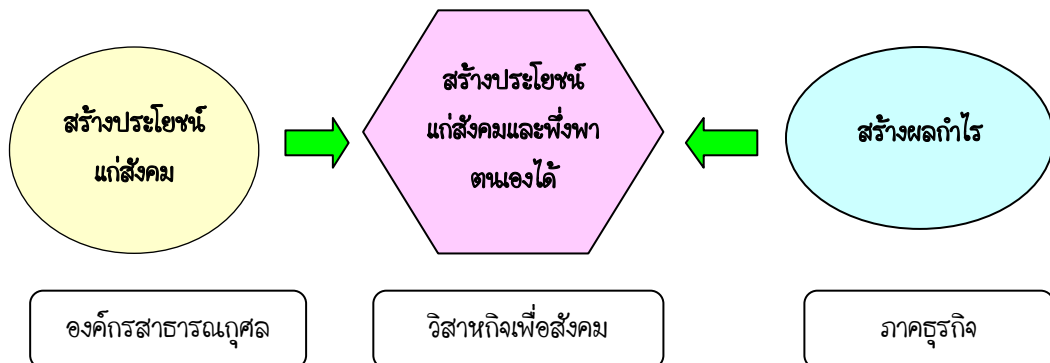 สร้างประโยชน์
แก่สังคม
สร้างประโยชน์
แก่สังคมและพึ่งพา
ตนเองได้
สร้างผลกำไร
องค์กรสาธารณกุศล
วิสาหกิจเพื่อสังคม
ภาคธุรกิจ